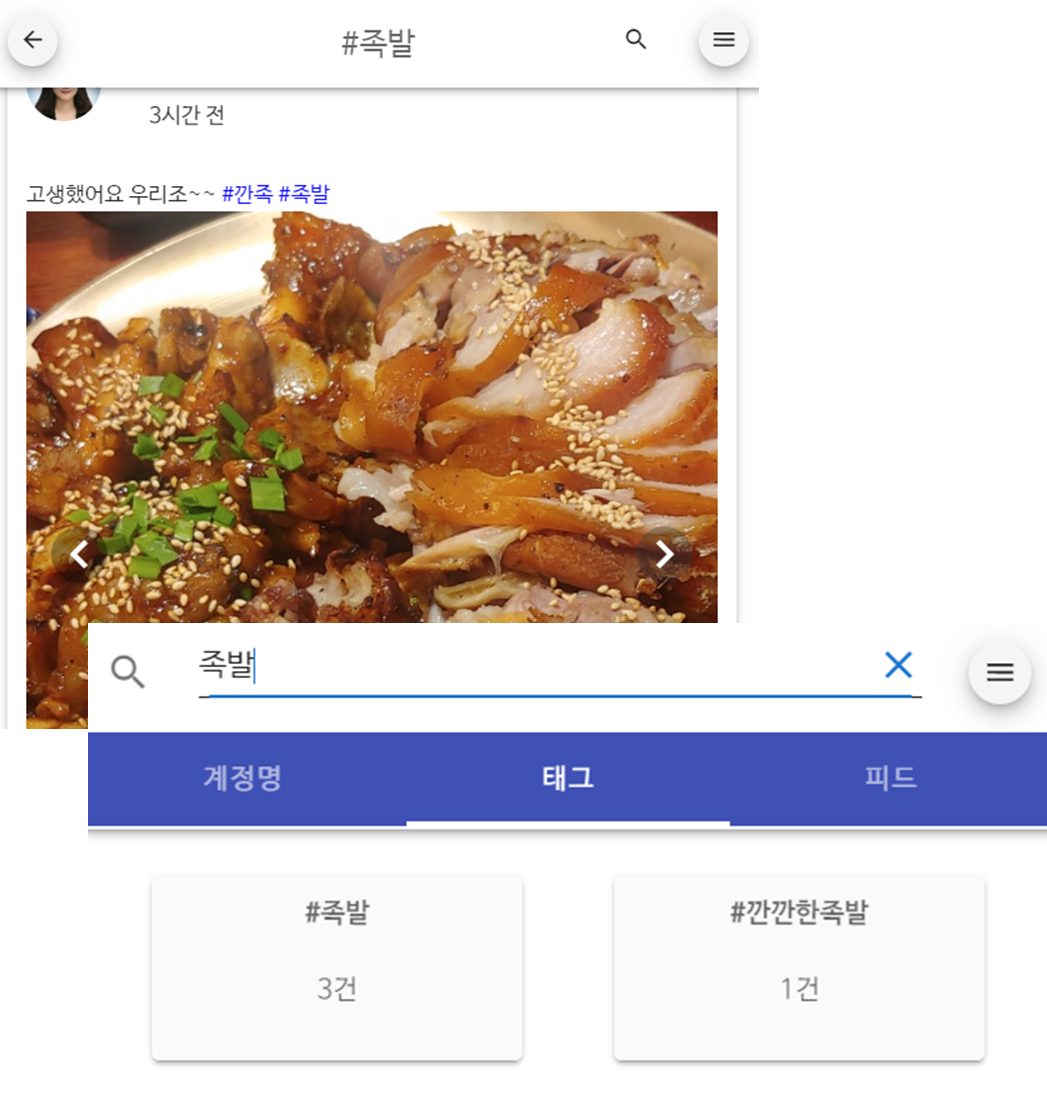 #족발
3시간 전
고생했어요 우리조~~ #깐족 #족발
족발
계정명 태그 피드
#족발 #깐깐한족발
3건 1건